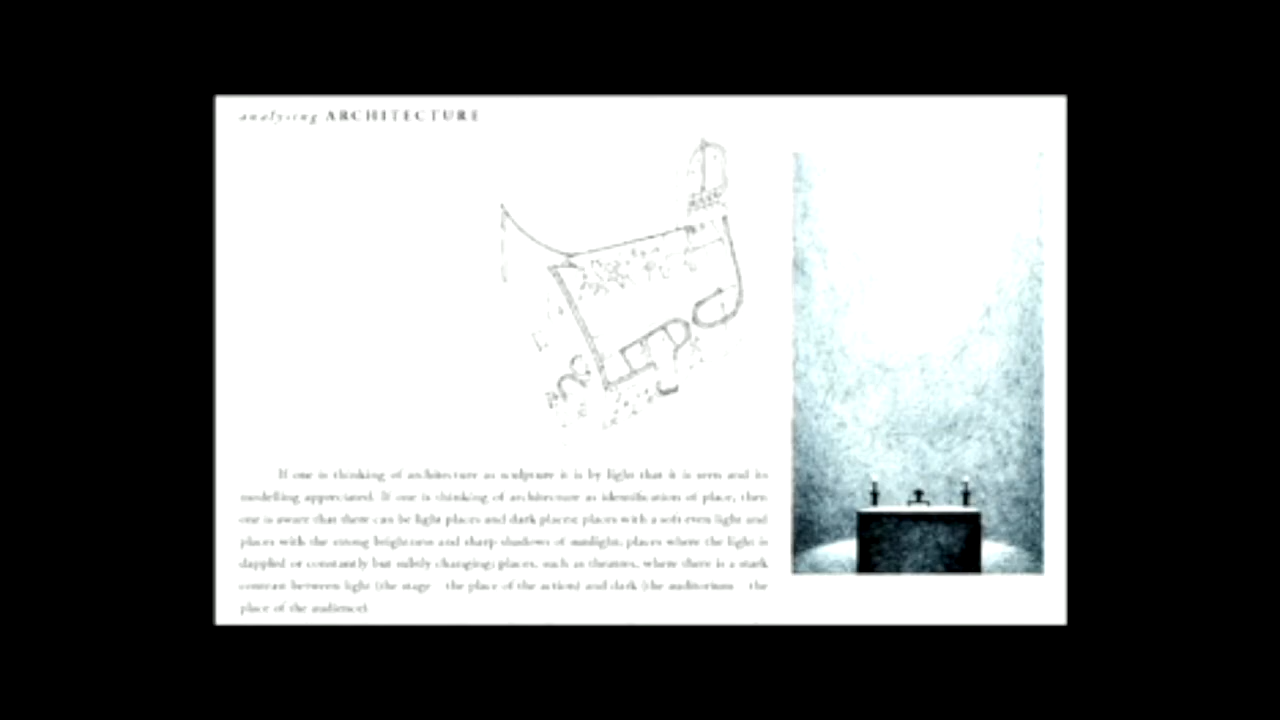 analysing ARCHITECTURE
If one is thinking of architecture as sculpture it is by light that it is seen and its
modelling appreciated. If one is thinking of architecture as identification of place, then
one is aware that there can be light places and dark places; places with a soft even light and
places with the strong brightness and sharp shadows of sunlight; places where the light is
dappled or constantly but subtly changing; places, such as theatres, where there is a stark
contrast between light (the stage – the place of the action) and dark (the auditorium – the
place of the audience).